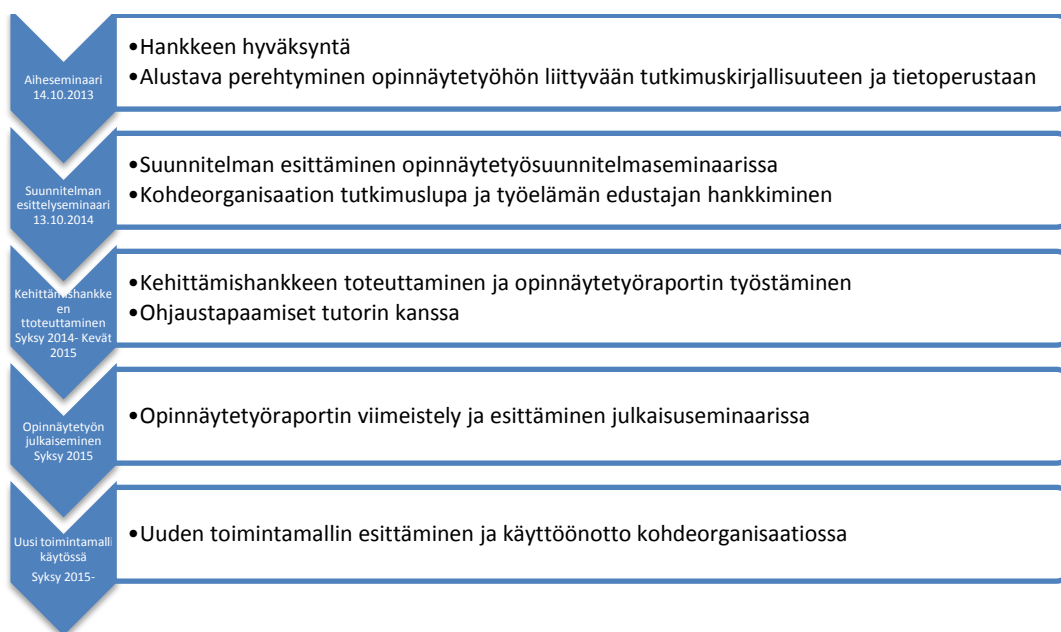 Aiheseminaari
14.10.2013
•Hankkeen hyväksyntä
•Alustava perehtyminen opinnäytetyöhön liittyvään tutkimuskirjallisuuteen ja tietoperustaan
Suunnitelman
esittelyseminaari
13.10.2014
•Suunnitelman esittäminen opinnäytetyösuunnitelmaseminaarissa
•Kohdeorganisaation tutkimuslupa ja työelämän edustajan hankkiminen
Kehittämishankke
en
ttoteuttaminen
Syksy 2014- Kevät
2015
•Kehittämishankkeen toteuttaminen ja opinnäytetyöraportin työstäminen
•Ohjaustapaamiset tutorin kanssa
Opinnäytetyön
julkaiseminen
Syksy 2015
•Opinnäytetyöraportin viimeistely ja esittäminen julkaisuseminaarissa
Uusi toimintamalli
käytössä
Syksy 2015-
•Uuden toimintamallin esittäminen ja käyttöönotto kohdeorganisaatiossa